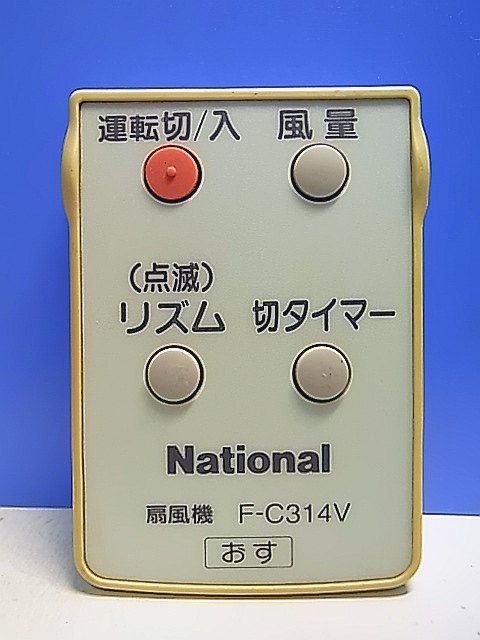 運転切/入 風量
(点滅)
リズム 切タイマー
National
扇風機 F-C314V
おす